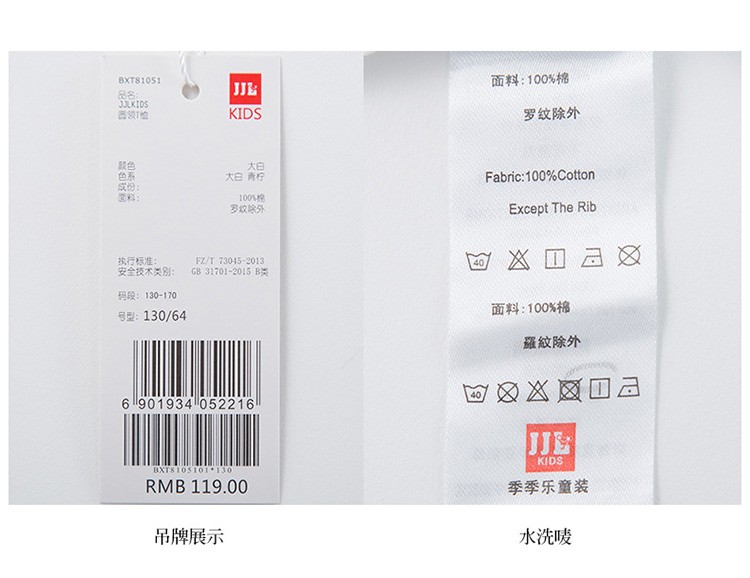 BXT81051
品名:
JJLKIDS
圆领T恤
JJL
KIDS
颜色 大白
色系 大白 青柠
成份:
面料: 100%棉
罗纹除外
执行标准: FZ/T 73045-2013
安全技术类别: GB 31701-2015 B类
码段: 130-170
号型: 130/64
6 901934 052216
BXT8105101*130
RMB 119.00
吊牌展示
面料:100%棉
罗纹除外
Fabric:100%Cotton
Except The Rib
40
面料:100%棉
羅紋除外
40
JJL
KIDS
季季乐童装
水洗唛